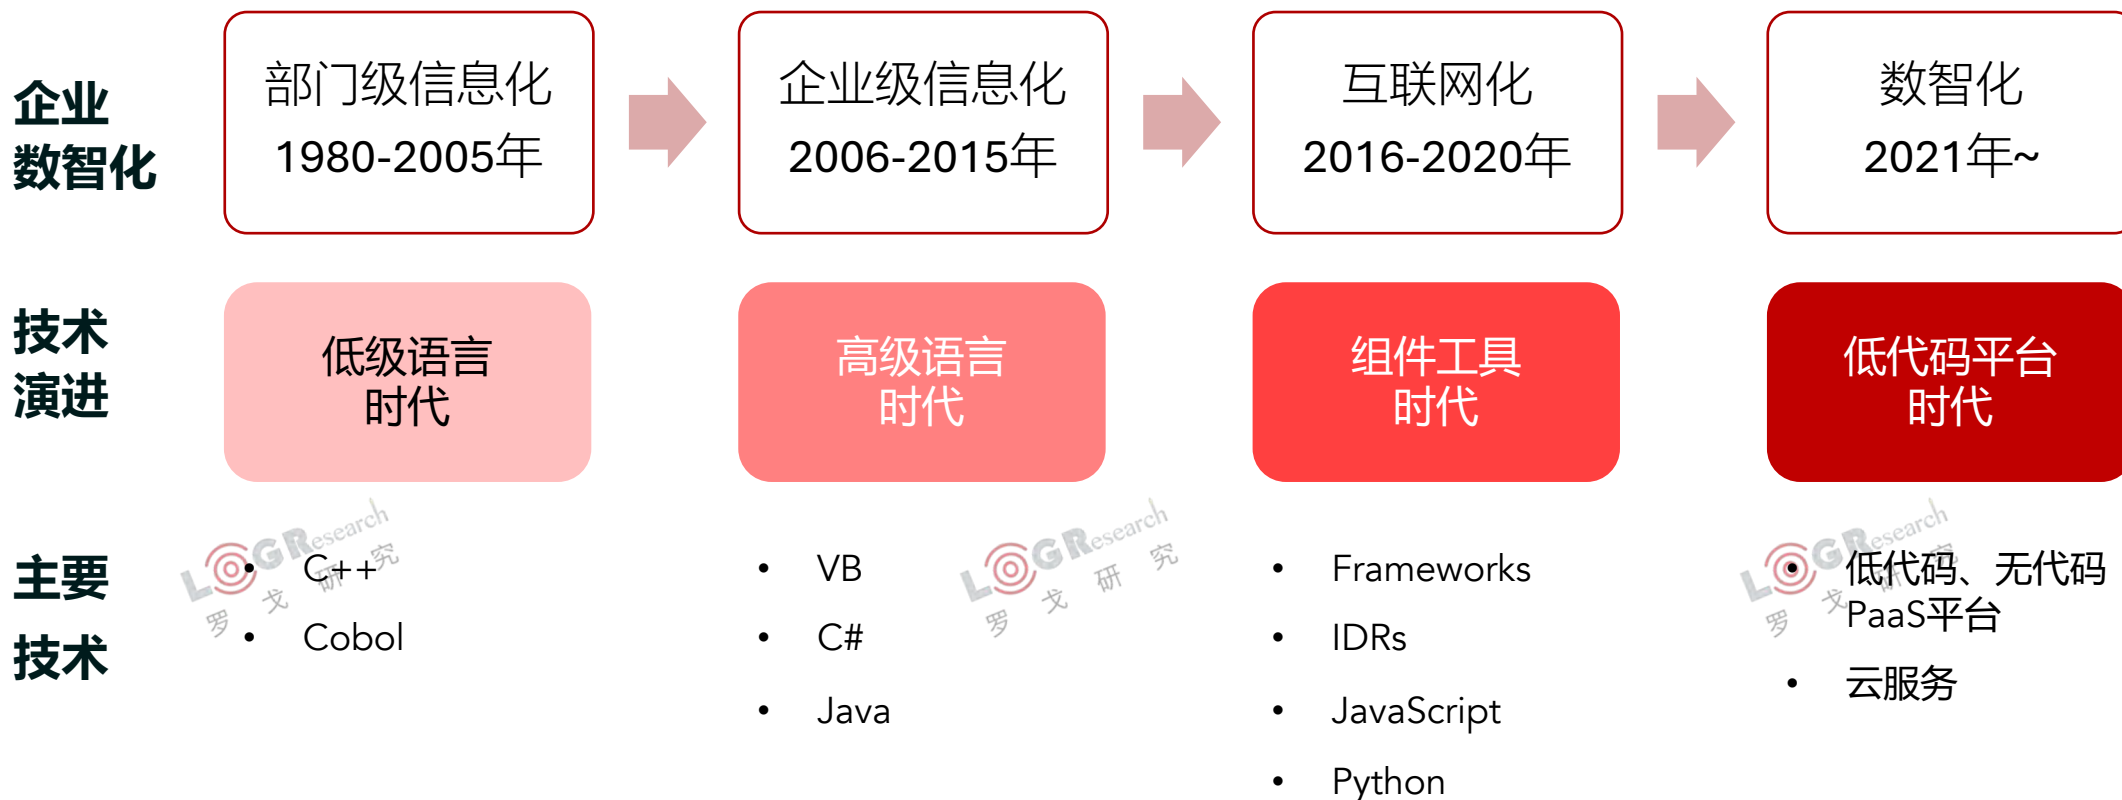 企业
数智化
部门级信息化
1980-2005年
企业级信息化
2006-2015年
互联网化
2016-2020年
数智化
2021年~
技术
演进
低级语言
时代
高级语言
时代
组件工具
时代
低代码平台
时代
主要
技术
• C++
• Cobol
• VB
• C#
• Java
• Frameworks
• IDRs
• JavaScript
• Python
• 低代码、无代码
PaaS平台
• 云服务
LOG Research
罗戈研究
LOG Research
罗戈研究
LOG Research
罗戈研究